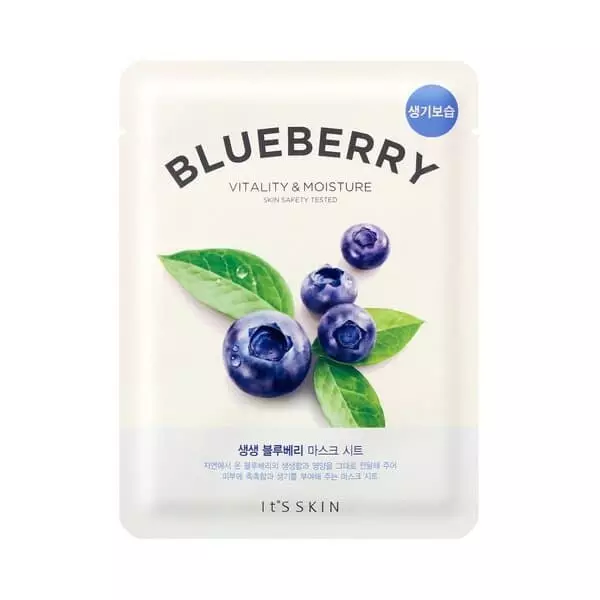 생기보습
BLUEBERRY
VITALITY & MOISTURE
SKIN SAFETY TESTED
생생 블루베리 마스크 시트
자연에서 온 블루베리의 생생함과 영양을 그대로 전달해 주어
피부에 촉촉함과 생기를 부여해 주는 마스크 시트
It'S SKIN